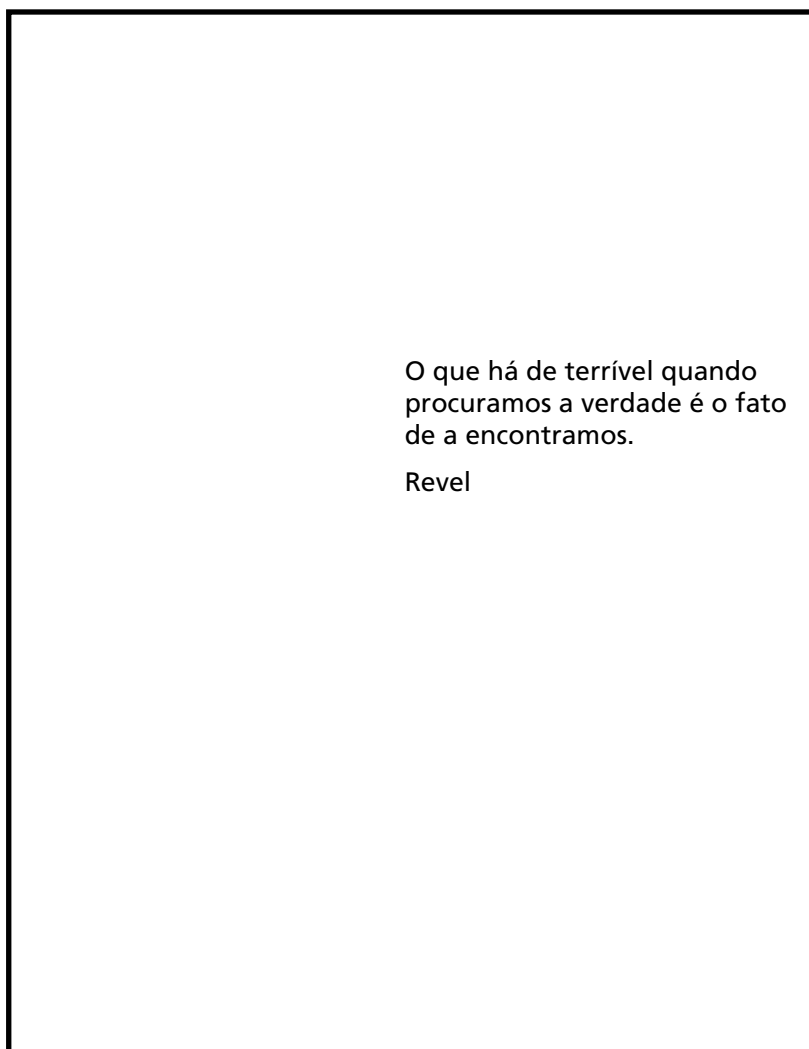 O que há de terrível quando
procuramos a verdade é o fato
de a encontramos.
Revel